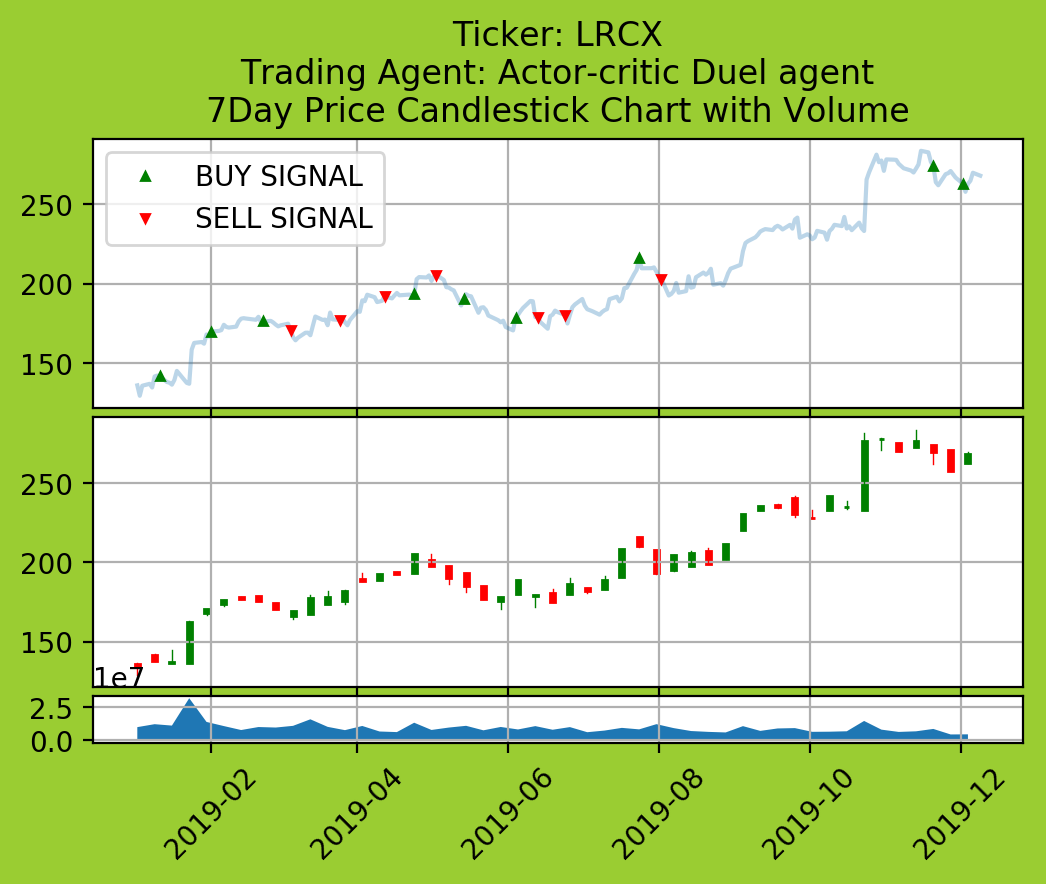 Ticker: LRCX
Trading Agent: Actor-critic Duel agent
7Day Price Candlestick Chart with Volume
BUY SIGNAL
SELL SIGNAL
250
200
150
250
200
150
1e7
2.5
0.0
2019-02
2019-04
2019-06
2019-08
2019-10
2019-12